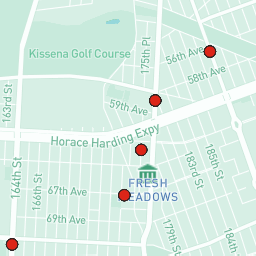 Kissena Golf Course
175th Pl
56th Ave
58th Ave
163rd St
59th Ave
Horace Harding Expy
164th St
166th St
67th Ave
69th Ave
FRESH
MEADOWS
183rd St
185th St
179th St
184th